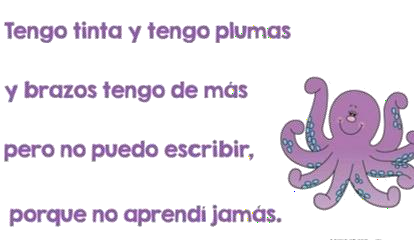 Tengo tinta y tengo plumas
y brazos tengo de más
pero no puedo escribir,
porque no aprendí jamás.